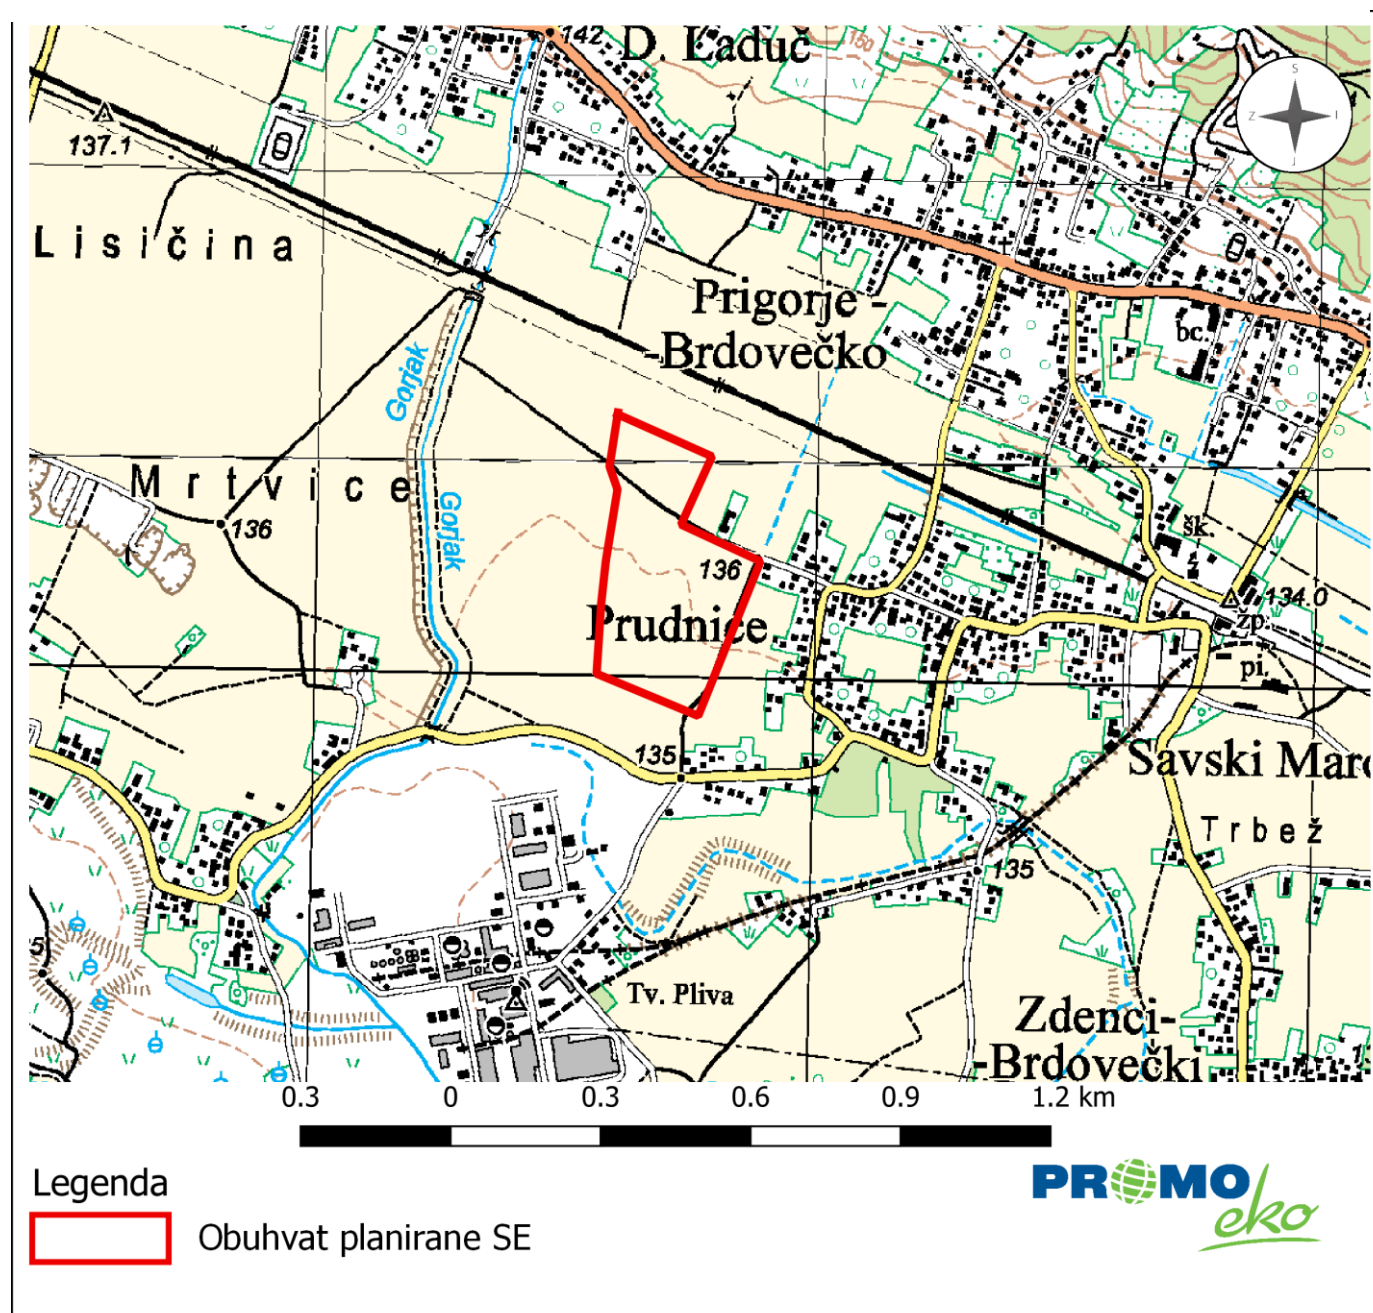 142
D. Laduč
150
S
Z
I
J
137.1
Lisičina
Prigorje -
-Brdovečko
bc.
Gorjak
Mrtvice
Gorjak
136
136
šk.
134.0
Prudnice
žp.
pi.
135
Savski Maro
Trbež
135
5
Tv. Pliva
Zdenci-
-Brdovečki
0.3 0 0.3 0.6 0.9 1.2 km
Legenda
Obuhvat planirane SE
PROMO
eko